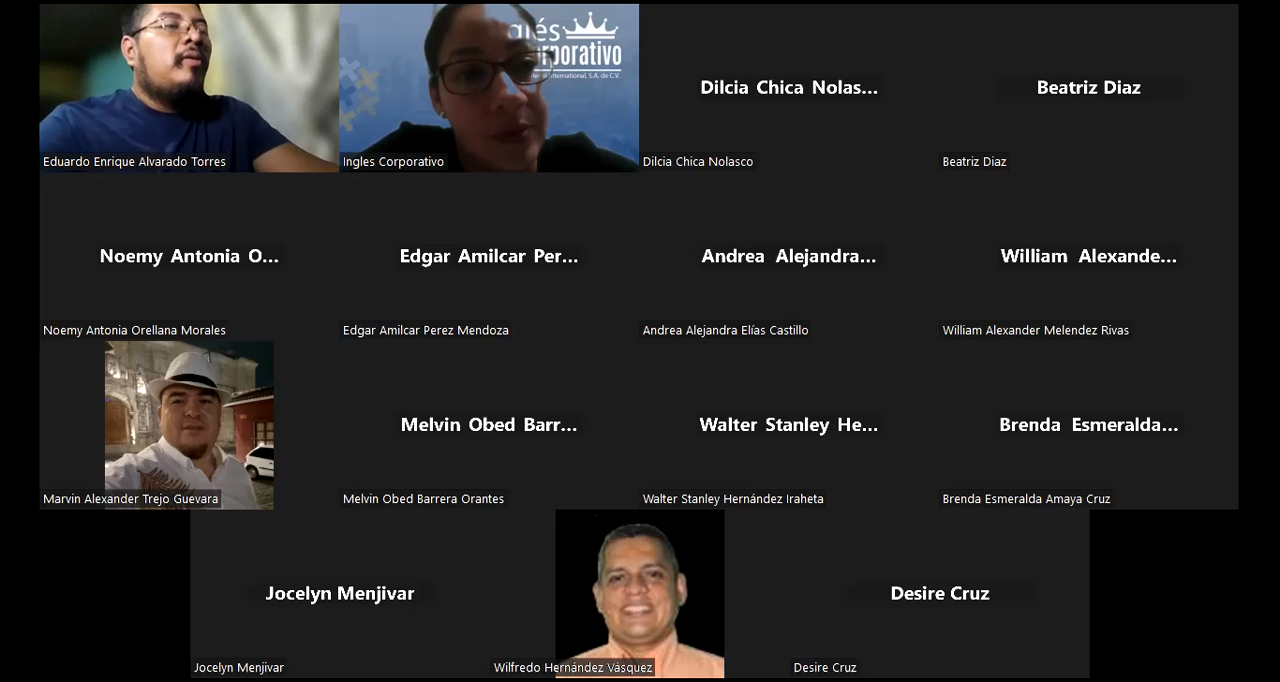 glés
rporativo
International, S.A. de C.V.
Dilcia Chica Nolas...
Beatriz Diaz
Eduardo Enrique Alvarado Torres
Ingles Corporativo
Dilcia Chica Nolasco
Beatriz Diaz
Noemy Antonia O...
Edgar Amilcar Per...
Andrea Alejandra...
William Alexande...
Noemy Antonia Orellana Morales
Edgar Amilcar Perez Mendoza
Andrea Alejandra Elías Castillo
William Alexander Melendez Rivas
Melvin Obed Barr...
Walter Stanley He...
Brenda Esmeralda...
Marvin Alexander Trejo Guevara
Melvin Obed Barrera Orantes
Walter Stanley Hernández Iraheta
Brenda Esmeralda Amaya Cruz
Jocelyn Menjivar
Desire Cruz
Jocelyn Menjivar
Wilfredo Hernández Vásquez
Desire Cruz